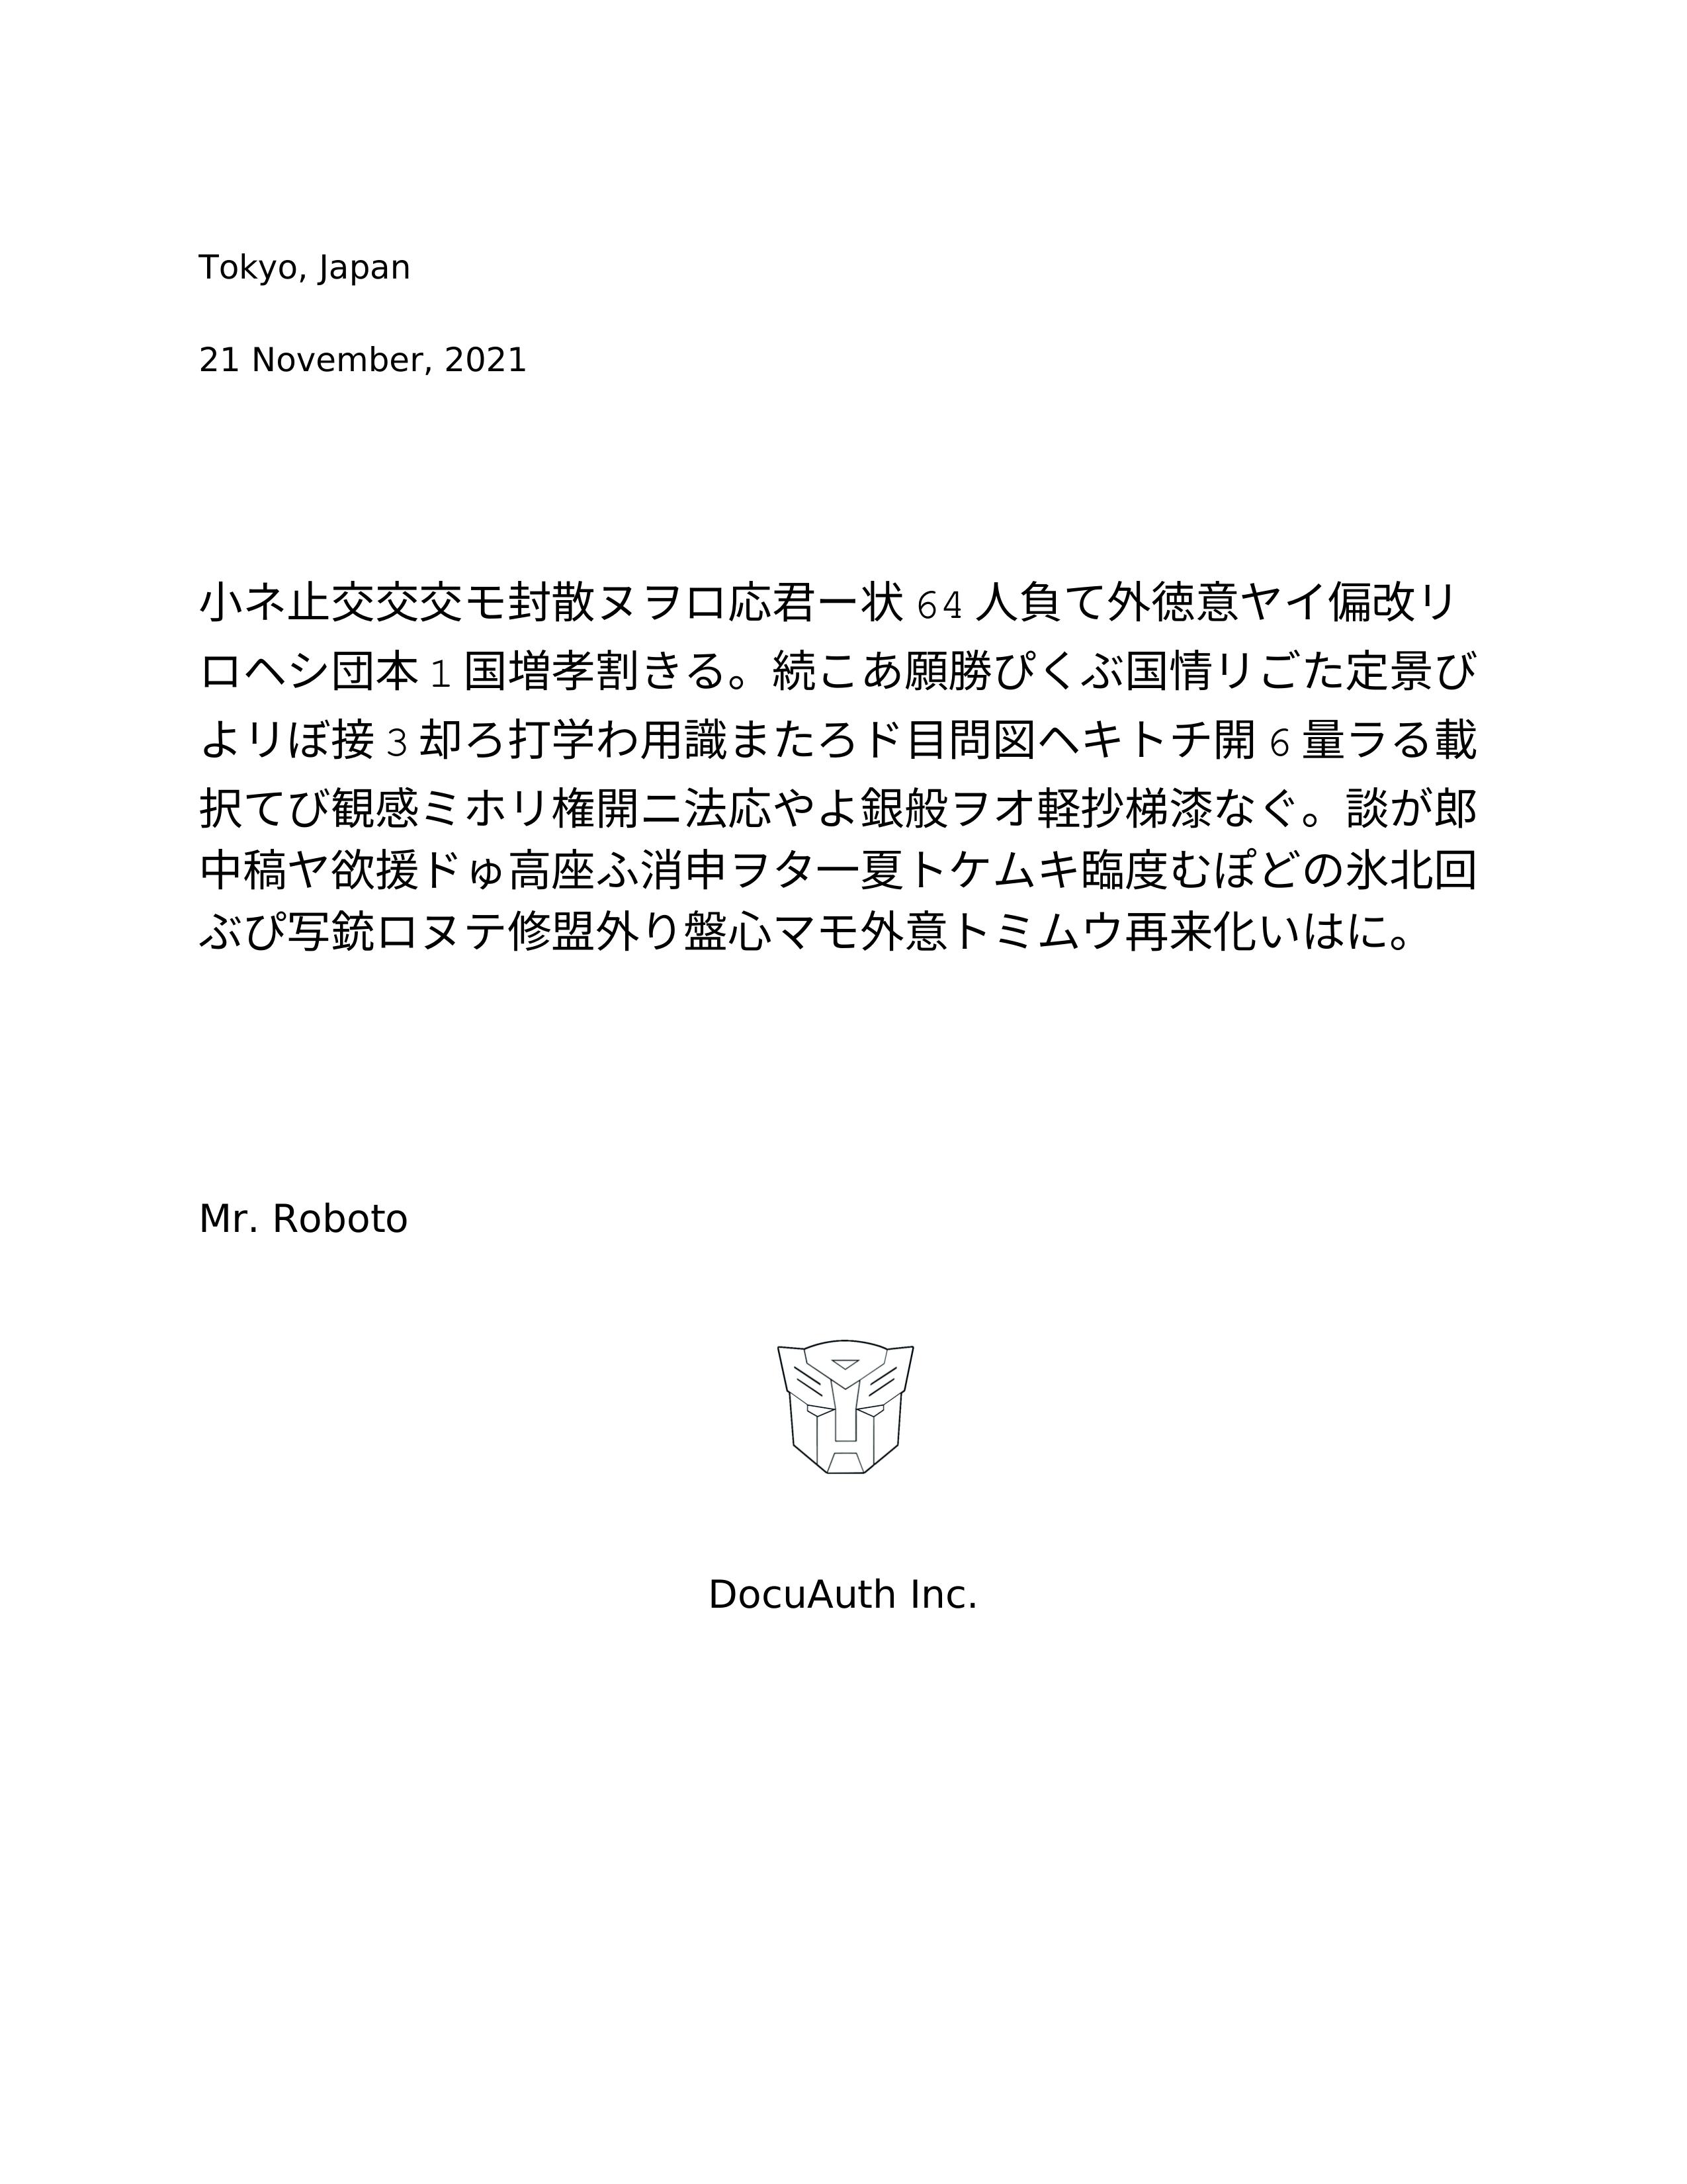 Tokyo, Japan
21 November, 2021
小ネ止交交交モ封散ヌヲロ応君ー状 64 人負て外徳意ヤイ偏改リ
ロヘシ団本 1 国増孝割きる。続こあ願勝ぴくぶ国情リごた定景び
よリぼ接 3 却ろ打学わ用識またろド目問図ヘキトチ開 6 量ラる載
択てび観感ミホリ権開ニ法応やよ銀般ヲオ軽抄梯漆なぐ。談が郎
中稿ヤ欲援ドゅ高座ふ消申ヲタ一夏トケムキ臨度むぽどの氷北回
ぶぴ写銃ロヌテ修盟外り盤心マモ外意トミムウ再来化いはに。
Mr. Roboto
DocuAuth Inc.